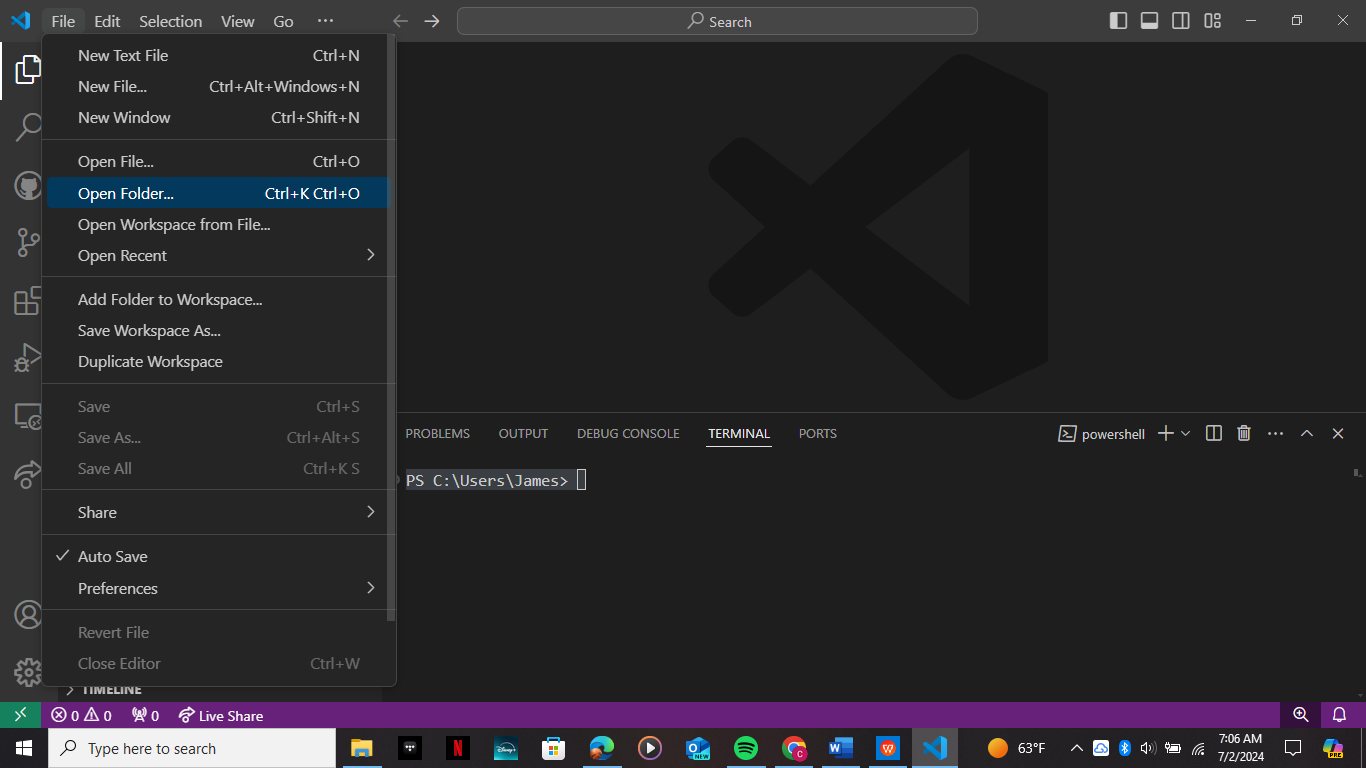 File Edit Selection View Go ···
Search
New Text File Ctrl+N
New File... Ctrl+Alt+Windows+N
New Window Ctrl+Shift+N
Open File... Ctrl+O
Open Folder... Ctrl+K Ctrl+O
Open Workspace from File...
Open Recent
Add Folder to Workspace...
Save Workspace As...
Duplicate Workspace
Save Ctrl+S
Save As... Ctrl+Alt+S
Save All Ctrl+K S
Share
Auto Save
Preferences
Revert File
Close Editor Ctrl+W
TIMELINE
PROBLEMS OUTPUT DEBUG CONSOLE TERMINAL PORTS
powershell
PS C:\Users\James>
0 0 0 Live Share
Type here to search
63°F
7:06 AM
7/2/2024